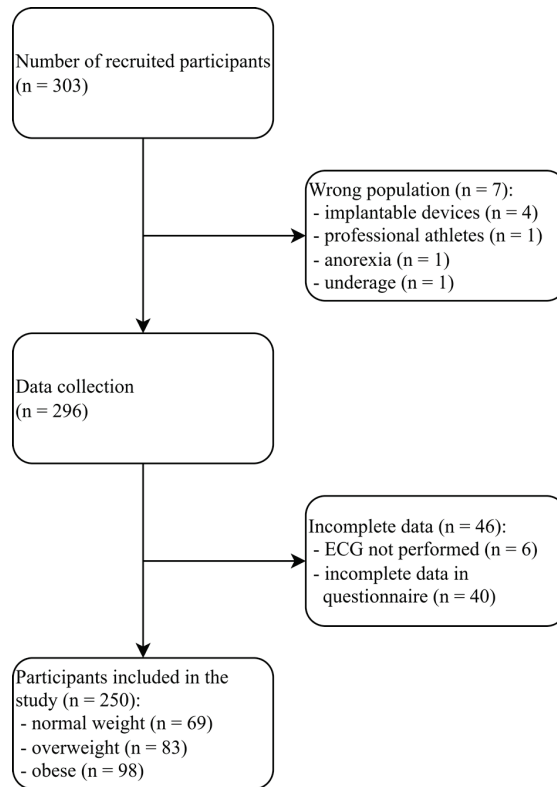 Number of recruited participants
(n = 303)
Wrong population (n = 7):
- implantable devices (n = 4)
- professional athletes (n = 1)
- anorexia (n = 1)
- underage (n = 1)
Data collection
(n = 296)
Incomplete data (n = 46):
- ECG not performed (n = 6)
- incomplete data in
questionnaire (n = 40)
Participants included in the
study (n = 250):
- normal weight (n = 69)
- overweight (n = 83)
- obese (n = 98)